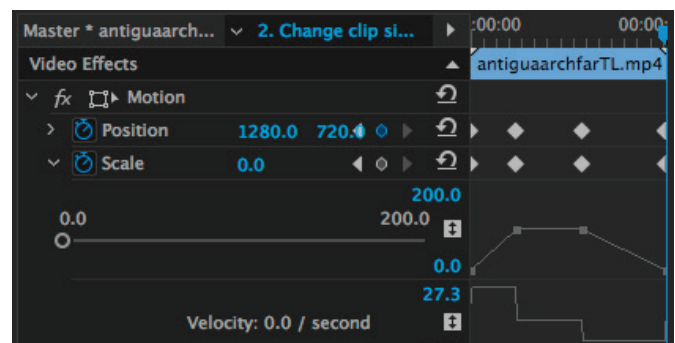 Master * antiguaarch... 2. Change clip si... :00:00 00:00:
Video Effects antiguaarchfarTL.mp4
fx Motion
Position 1280.0 720.0
Scale 0.0
200.0
0.0 200.0
0.0
27.3
Velocity: 0.0 / second